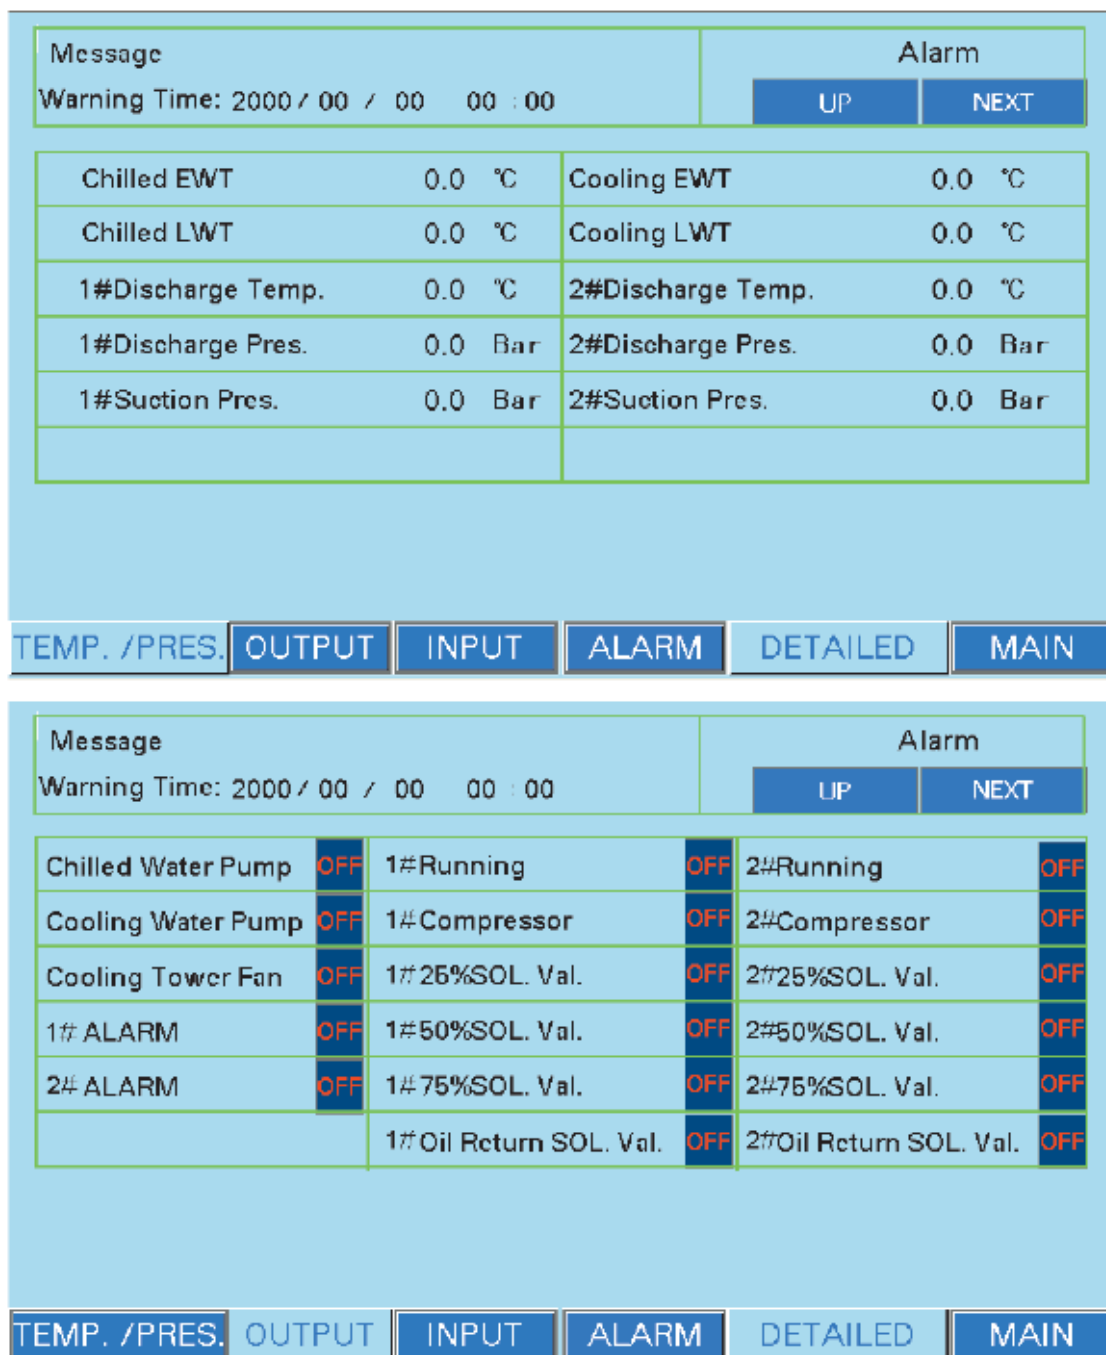 Message Alarm
Warning Time: 2000 / 00 / 00 00 : 00 UP NEXT
Chilled EWT 0.0 ℃ Cooling EWT 0.0 ℃
Chilled LWT 0.0 ℃ Cooling LWT 0.0 ℃
1#Discharge Temp. 0.0 ℃ 2#Discharge Temp. 0.0 ℃
1#Discharge Pres. 0.0 Bar 2#Discharge Pres. 0.0 Bar
1#Suction Pres. 0.0 Bar 2#Suction Pres. 0.0 Bar
TEMP. /PRES. OUTPUT INPUT ALARM DETAILED MAIN
Message Alarm
Warning Time: 2000 / 00 / 00 00 : 00 UP NEXT
Chilled Water Pump OFF 1#Running OFF 2#Running OFF
Cooling Water Pump OFF 1#Compressor OFF 2#Compressor OFF
Cooling Tower Fan OFF 1#25%SOL. Val. OFF 2#25%SOL. Val. OFF
1# ALARM OFF 1#50%SOL. Val. OFF 2#50%SOL. Val. OFF
2# ALARM OFF 1#75%SOL. Val. OFF 2#75%SOL. Val. OFF
1#Oil Return SOL. Val. OFF 2#Oil Return SOL. Val. OFF
TEMP. /PRES. OUTPUT INPUT ALARM DETAILED MAIN